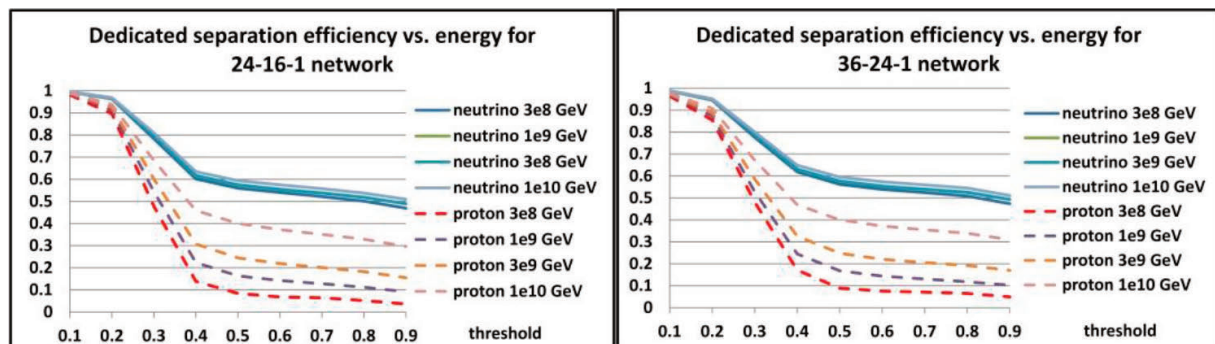 Dedicated separation efficiency vs. energy for
24-16-1 network
1
0.9
0.8
0.7
0.6
0.5
0.4
0.3
0.2
0.1
0
0.1 0.2 0.3 0.4 0.5 0.6 0.7 0.8 0.9
threshold
neutrino 3e8 GeV
neutrino 1e9 GeV
neutrino 3e8 GeV
neutrino 1e10 GeV
proton 3e8 GeV
proton 1e9 GeV
proton 3e9 GeV
proton 1e10 GeV
Dedicated separation efficiency vs. energy for
36-24-1 network
1
0.9
0.8
0.7
0.6
0.5
0.4
0.3
0.2
0.1
0
0.1 0.2 0.3 0.4 0.5 0.6 0.7 0.8 0.9
threshold
neutrino 3e8 GeV
neutrino 1e9 GeV
neutrino 3e9 GeV
neutrino 1e10 GeV
proton 3e8 GeV
proton 1e9 GeV
proton 3e9 GeV
proton 1e10 GeV